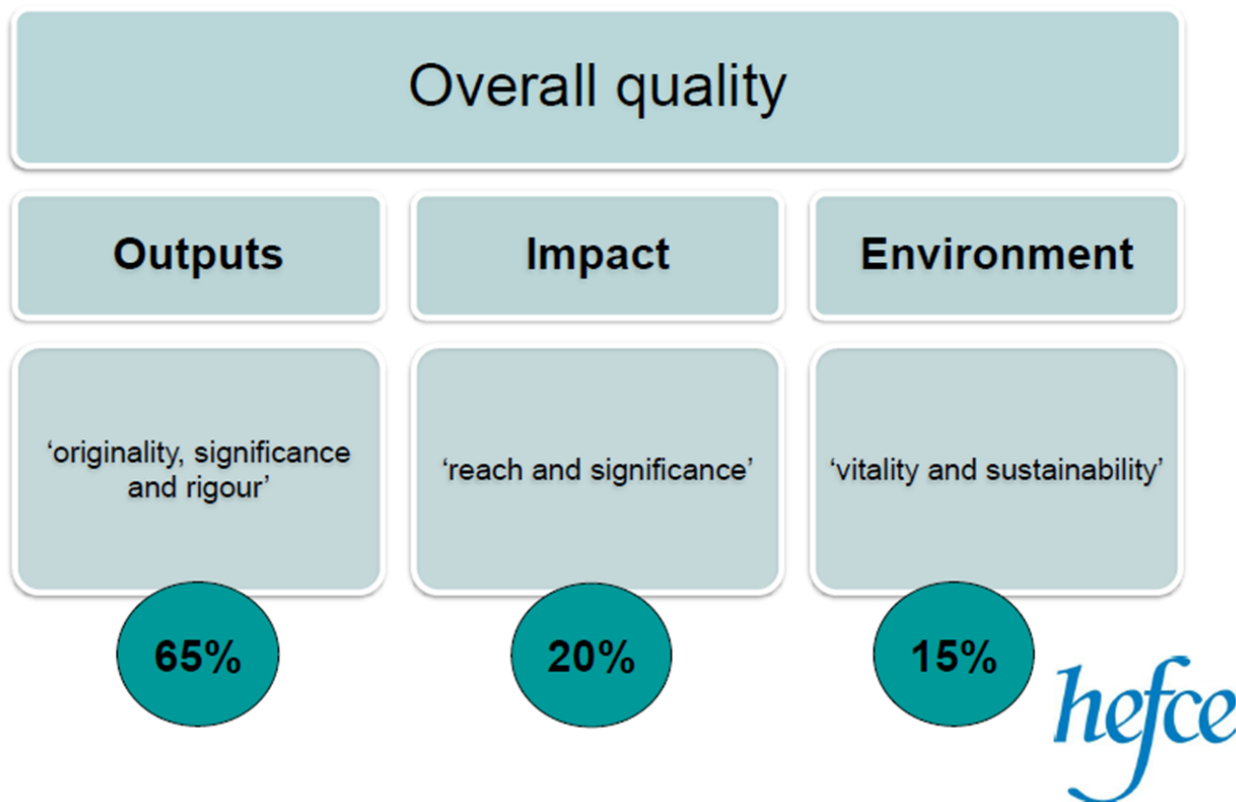 Overall quality
Outputs
Impact
Environment
‘originality, significance
and rigour’
‘reach and significance’
‘vitality and sustainability’
65%
20%
15%
hefce